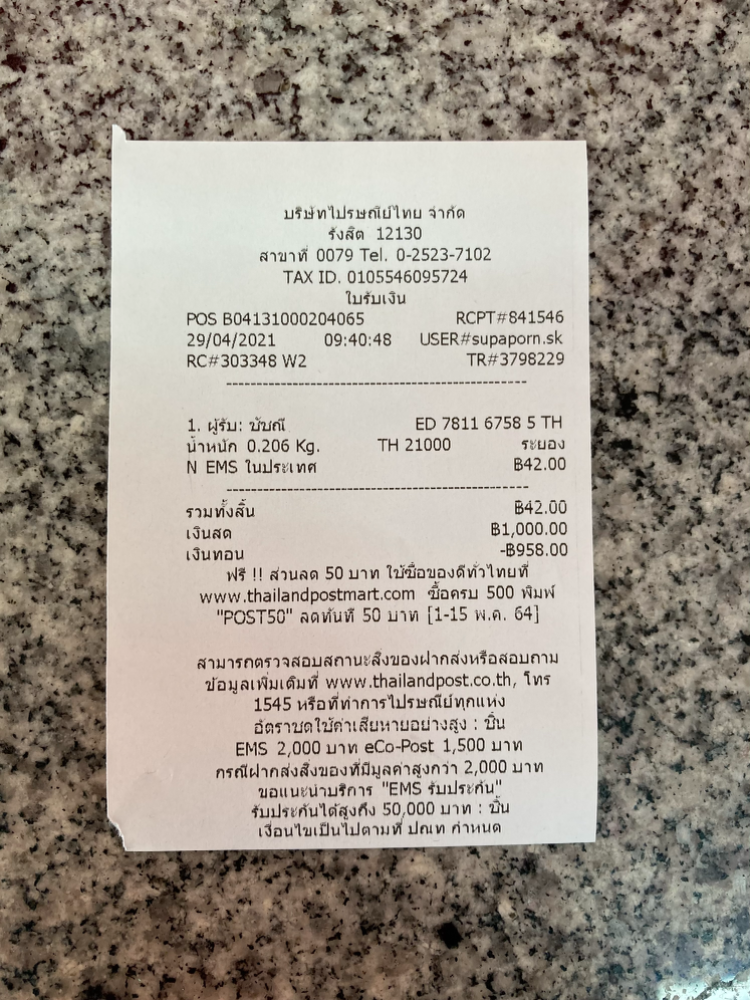 บริษัทไปรษณีย์ไทย จำกัด
รังสิต 12130
สาขาที่ 0079 Tel. 0-2523-7102
TAX ID. 0105546095724
ใบรับเงิน
POS B04131000204065 RCPT#841546
29/04/2021 09:40:48 USER#supaporn.sk
RC#303348 W2 TR#3798229
--------------------------------------------------
1. ผู้รับ: บัชณี ED 7811 6758 5 TH
น้ำหนัก 0.206 Kg. TH 21000 ระยอง
N EMS ในประเทศ ฿42.00
--------------------------------------------------
รวมทั้งสิ้น ฿42.00
เงินสด ฿1,000.00
เงินทอน -฿958.00
ฟรี !! ส่วนลด 50 บาท ใช้ซื้อของดีทั่วไทยที่
www.thailandpostmart.com ซื้อครบ 500 พิมพ์
"POST50" ลดทันที 50 บาท [1-15 พ.ค. 64]
สามารถตรวจสอบสถานะสิ่งของฝากส่งหรือสอบถาม
ข้อมูลเพิ่มเติมที่ www.thailandpost.co.th, โทร
1545 หรือที่ทำการไปรษณีย์ทุกแห่ง
อัตราชดใช้ค่าเสียหายอย่างสูง : ชิ้น
EMS 2,000 บาท eCo-Post 1,500 บาท
กรณีฝากส่งสิ่งของที่มีมูลค่าสูงกว่า 2,000 บาท
ขอแนะนำบริการ "EMS รับประกัน"
รับประกันได้สูงถึง 50,000 บาท : ชิ้น
เงื่อนไขเป็นไปตามที่ ปณท กำหนด